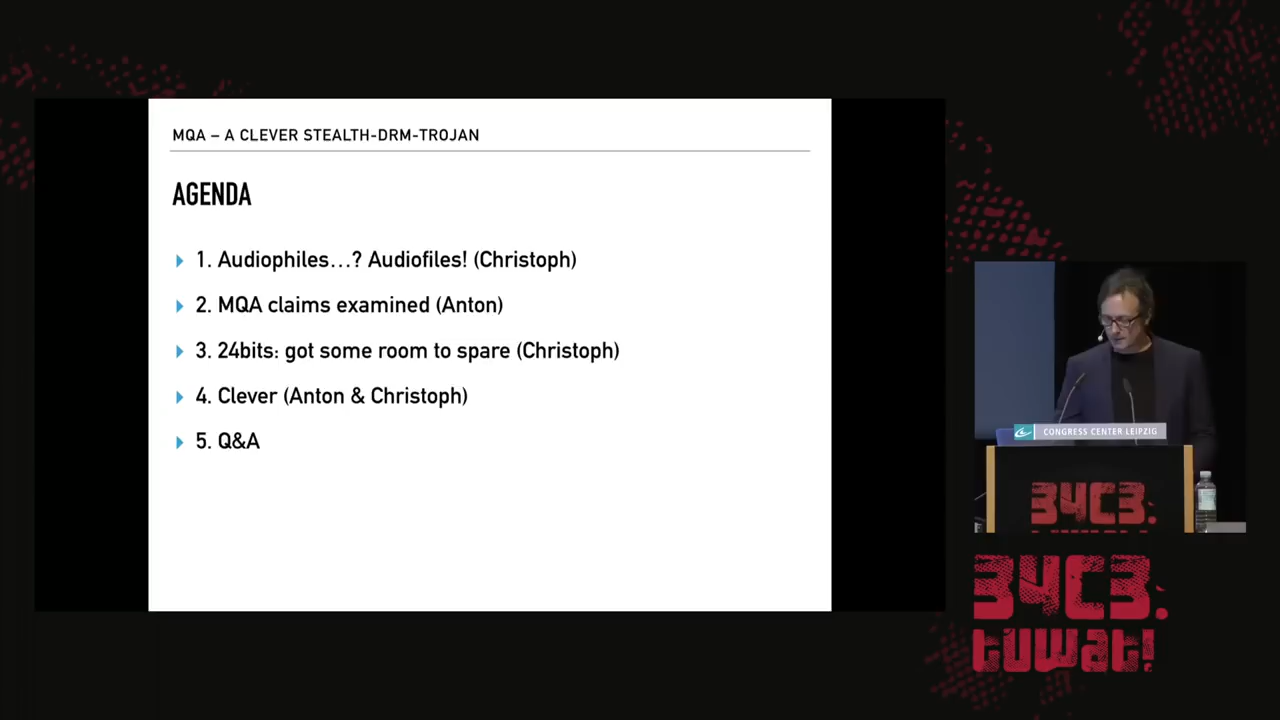 MQA – A CLEVER STEALTH-DRM-TROJAN
AGENDA
1. Audiophiles...? Audiofiles! (Christoph)
2. MQA claims examined (Anton)
3. 24bits: got some room to spare (Christoph)
4. Clever (Anton & Christoph)
5. Q&A
CONGRESS CENTER LEIPZIG
34C3.
34C3.
tuwat!